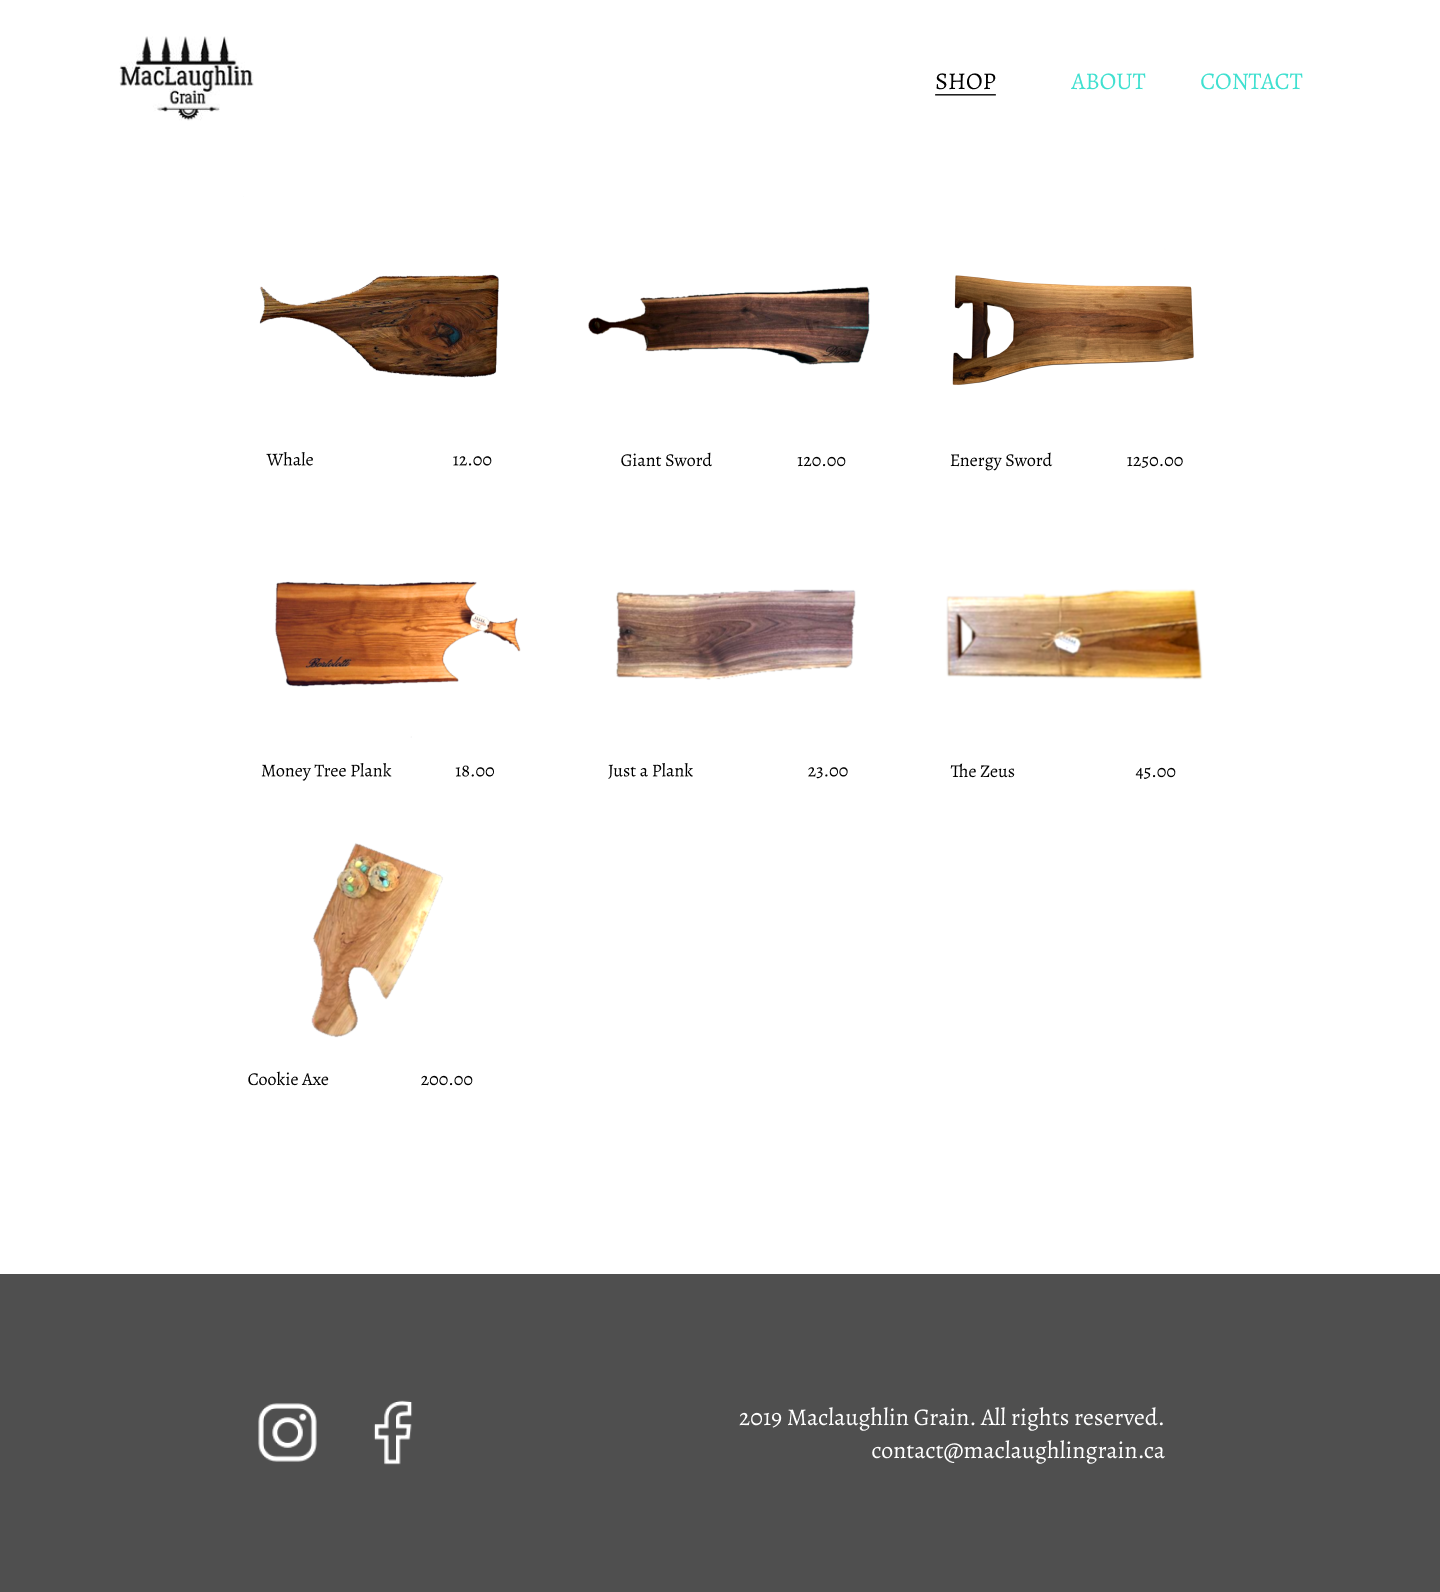 MacLaughlin
Grain
SHOP ABOUT CONTACT
Whale 12.00
Giant Sword 120.00
Energy Sword 1250.00
Bortolotti
Money Tree Plank 18.00
Just a Plank 23.00
The Zeus 45.00
Cookie Axe 200.00
2019 Maclaughlin Grain. All rights reserved.
contact@maclaughlingrain.ca